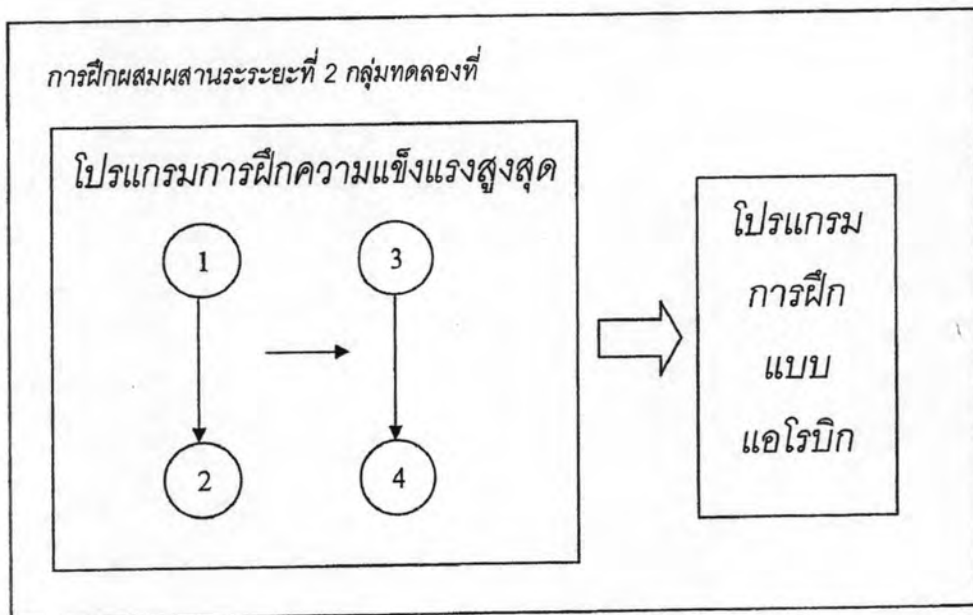 การฝึกผสมผสานระระยะที่ 2 กลุ่มทดลองที่
โปรแกรมการฝึกความแข็งแรงสูงสุด
1
3
2
4
โปรแกรม
การฝึก
แบบ
แอโรบิก